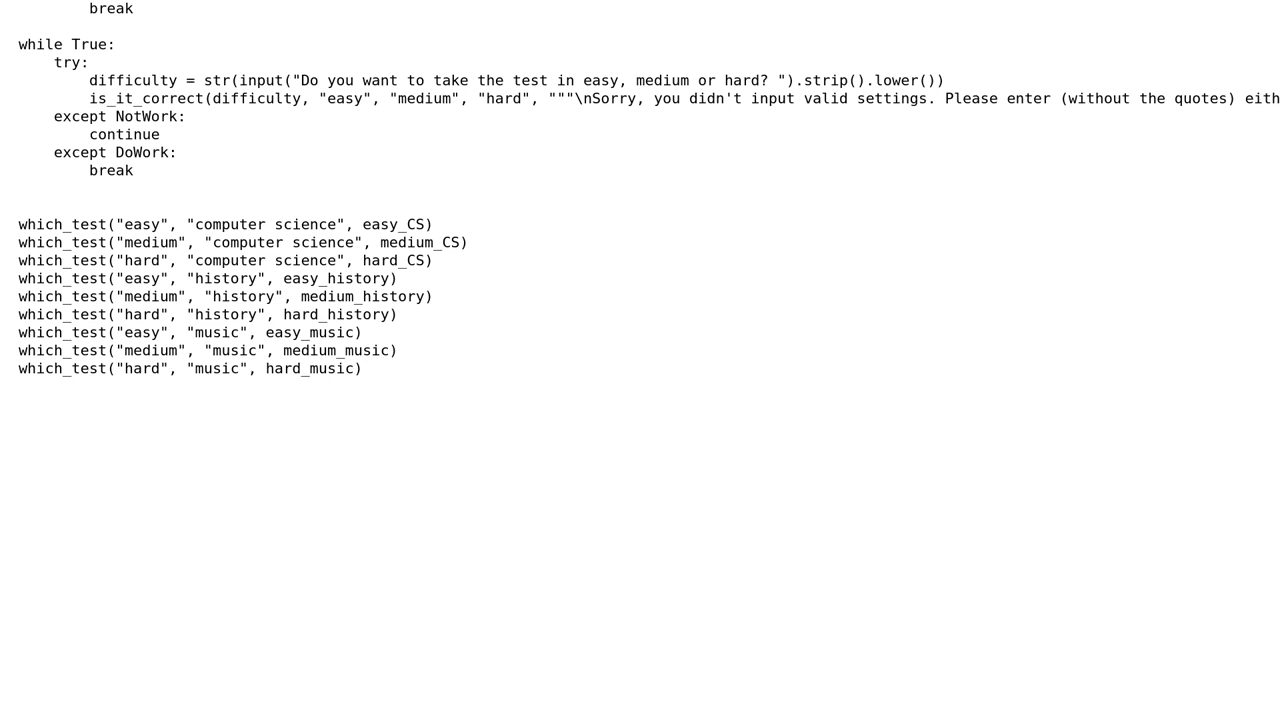 break

while True:
    try:
        difficulty = str(input("Do you want to take the test in easy, medium or hard? ").strip().lower())
        is_it_correct(difficulty, "easy", "medium", "hard", """\nSorry, you didn't input valid settings. Please enter (without the quotes) eith
    except NotWork:
        continue
    except DoWork:
        break


which_test("easy", "computer science", easy_CS)
which_test("medium", "computer science", medium_CS)
which_test("hard", "computer science", hard_CS)
which_test("easy", "history", easy_history)
which_test("medium", "history", medium_history)
which_test("hard", "history", hard_history)
which_test("easy", "music", easy_music)
which_test("medium", "music", medium_music)
which_test("hard", "music", hard_music)